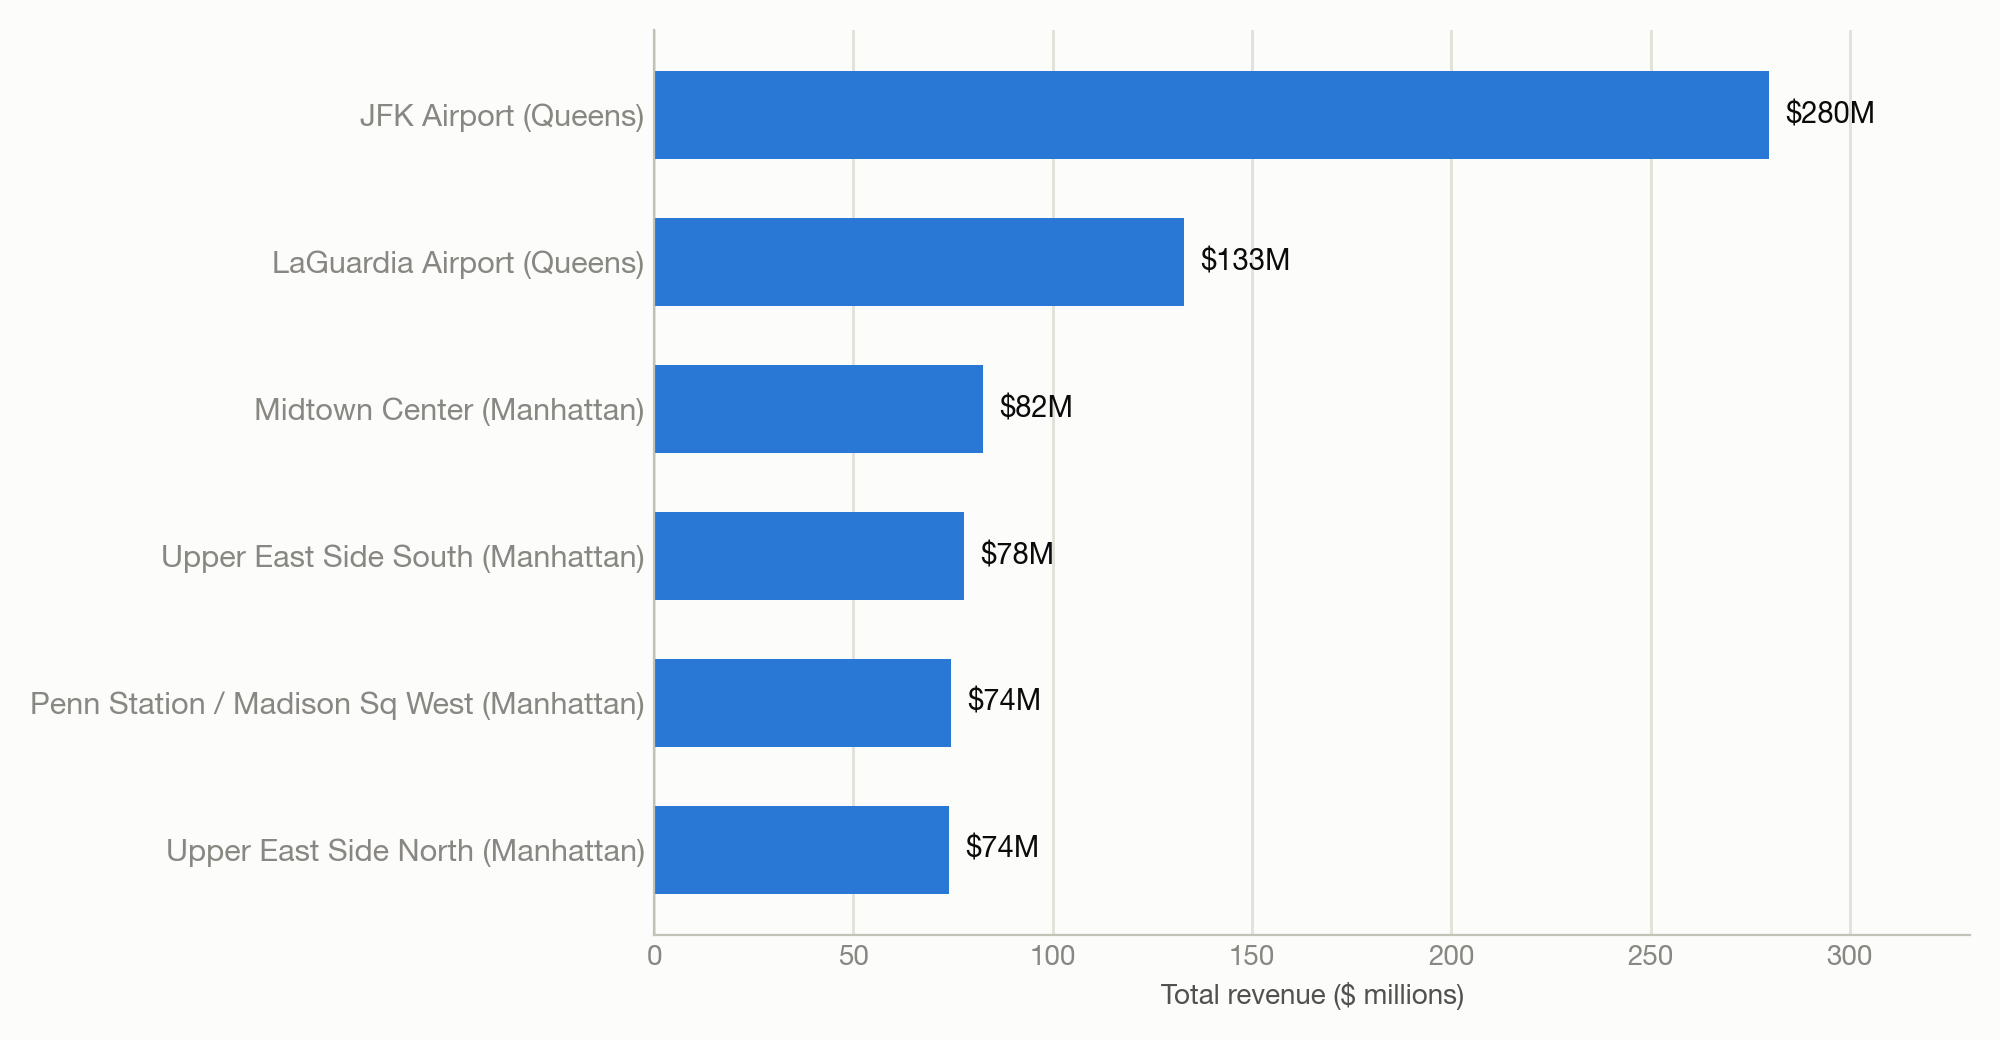 JFK Airport (Queens)
$280M
LaGuardia Airport (Queens)
$133M
Midtown Center (Manhattan)
$82M
Upper East Side South (Manhattan)
$78M
Penn Station / Madison Sq West (Manhattan)
$74M
Upper East Side North (Manhattan)
$74M
0 50 100 150 200 250 300
Total revenue ($ millions)